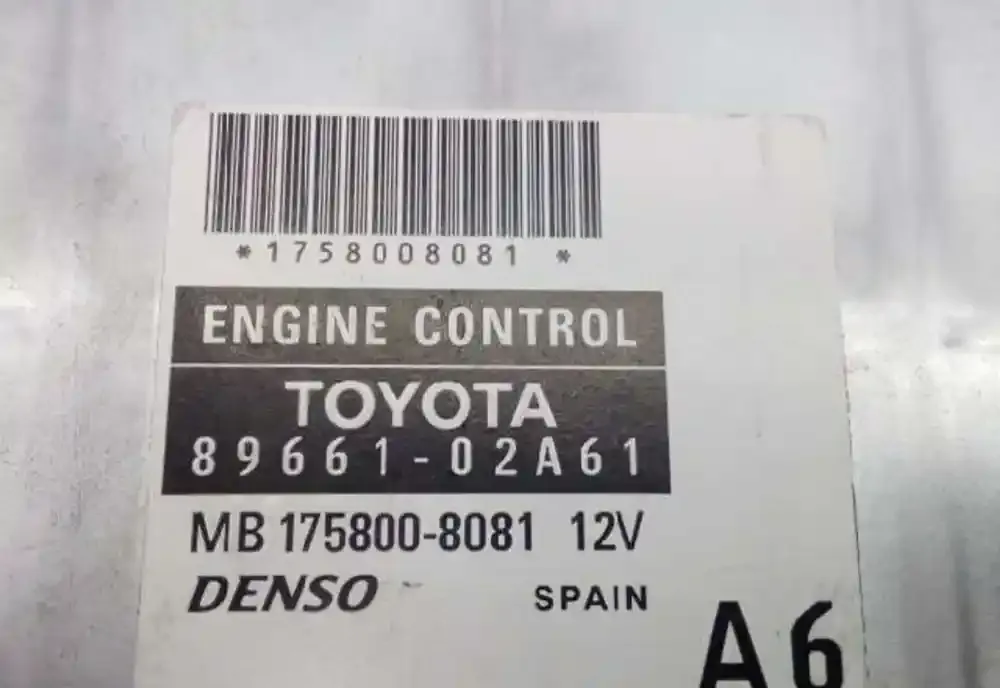 *1758008081 *
ENGINE CONTROL
TOYOTA
89661-02A61
MB 175800-8081 12V
DENSO SPAIN
A6